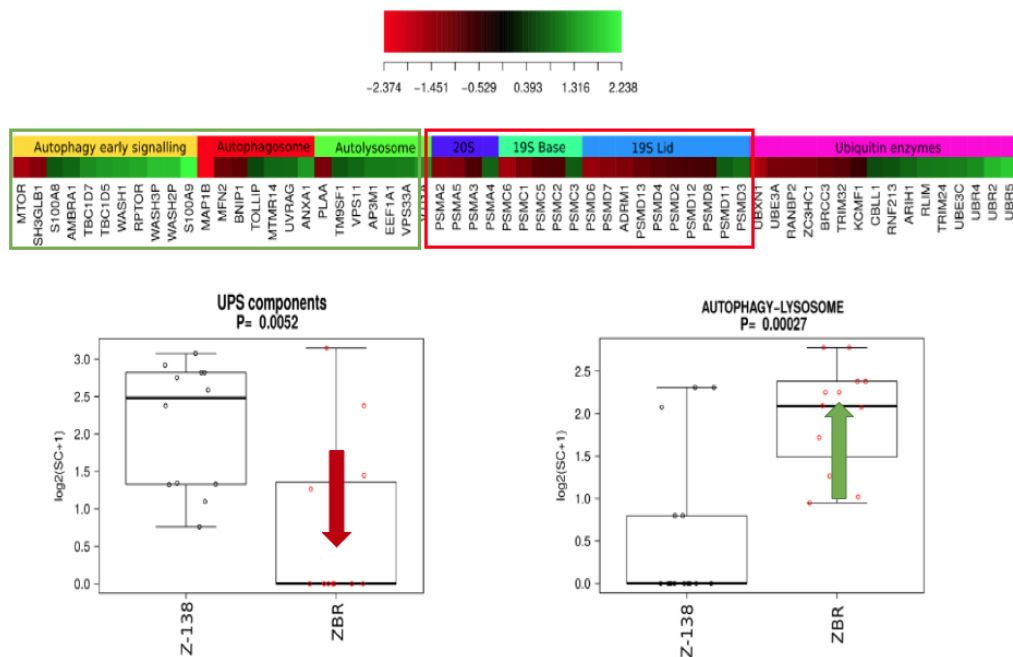 −2.374 −1.451 −0.529 0.393 1.316 2.238
Autophagy early signalling Autophagosome Autolysosome 20S 19S Base 19S Lid Ubiquitin enzymes
MTOR
SH3GLB1
S100A8
AMBRA1
TBC1D7
TBC1D5
WASH1
RPTOR
WASH3P
WASH2P
S100A9
MAP1B
MFN2
BNIP1
TOLLIP
MTMR14
UVRAG
ANXA1
PLAA
TM9SF1
VPS11
AP3M1
EEF1A1
VPS33A
PSMA2
PSMA5
PSMA3
PSMA4
PSMC6
PSMC1
PSMC5
PSMC2
PSMC3
PSMD6
PSMD7
ADRM1
PSMD13
PSMD4
PSMD2
PSMD12
PSMD8
PSMD11
PSMD3
UBXN1
UBE3A
RANBP2
ZC3HC1
BRCC3
TRIM32
KCMF1
CBLL1
RNF213
ARIH1
RLIM
TRIM24
UBE3C
UBR4
UBR2
UBR5
UPS components
P= 0.0052
log2(SC+1)
3.0
2.5
2.0
1.5
1.0
0.5
0.0
Z-138
ZBR
AUTOPHAGY−LYSOSOME
P= 0.00027
log2(SC+1)
2.5
2.0
1.5
1.0
0.5
0.0
Z-138
ZBR